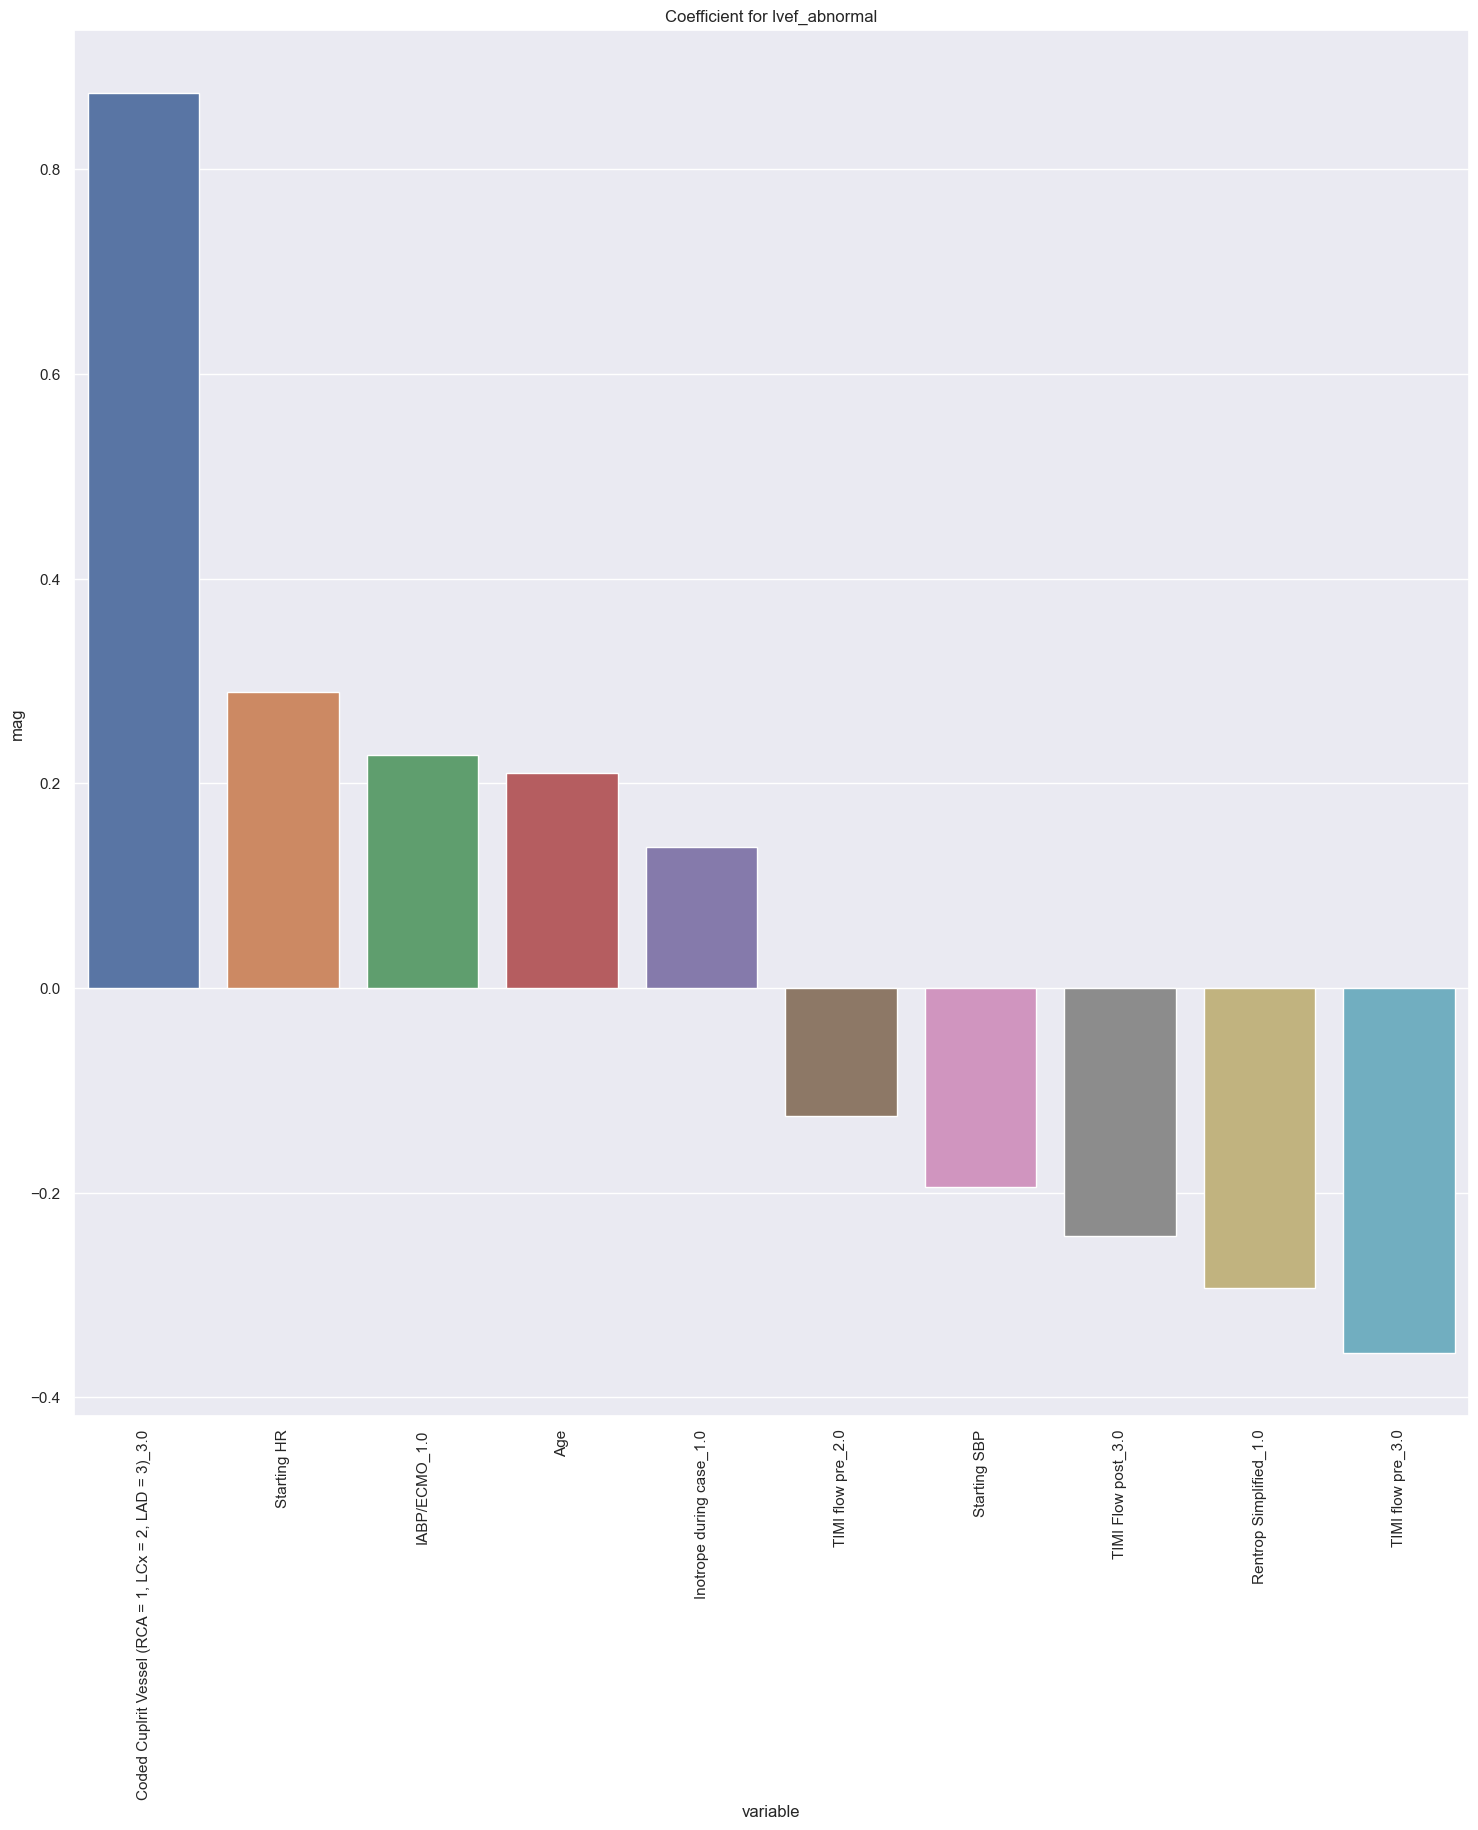 Coefficient for lvef_abnormal
mag
0.8
0.6
0.4
0.2
0.0
−0.2
−0.4
Coded Cuplrit Vessel (RCA = 1, LCx = 2, LAD = 3)_3.0
Starting HR
IABP/ECMO_1.0
Age
Inotrope during case_1.0
TIMI flow pre_2.0
Starting SBP
TIMI Flow post_3.0
Rentrop Simplified_1.0
TIMI flow pre_3.0
variable